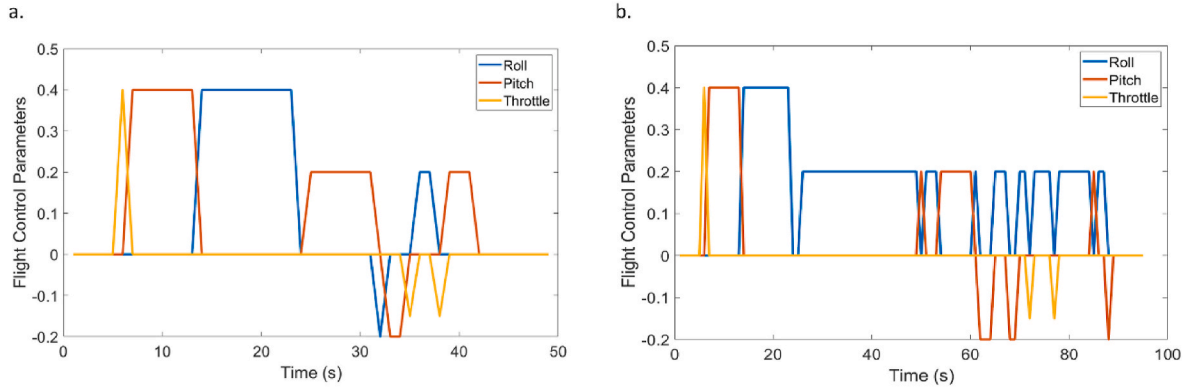 a.
0.5
0.4
0.3
0.2
0.1
0
-0.1
-0.2
Flight Control Parameters
0
10
20
30
40
50
Time (s)
Roll
Pitch
Throttle
b.
0.5
0.4
0.3
0.2
0.1
0
-0.1
-0.2
Flight Control Parameters
0
20
40
60
80
100
Time (s)
Roll
Pitch
Throttle